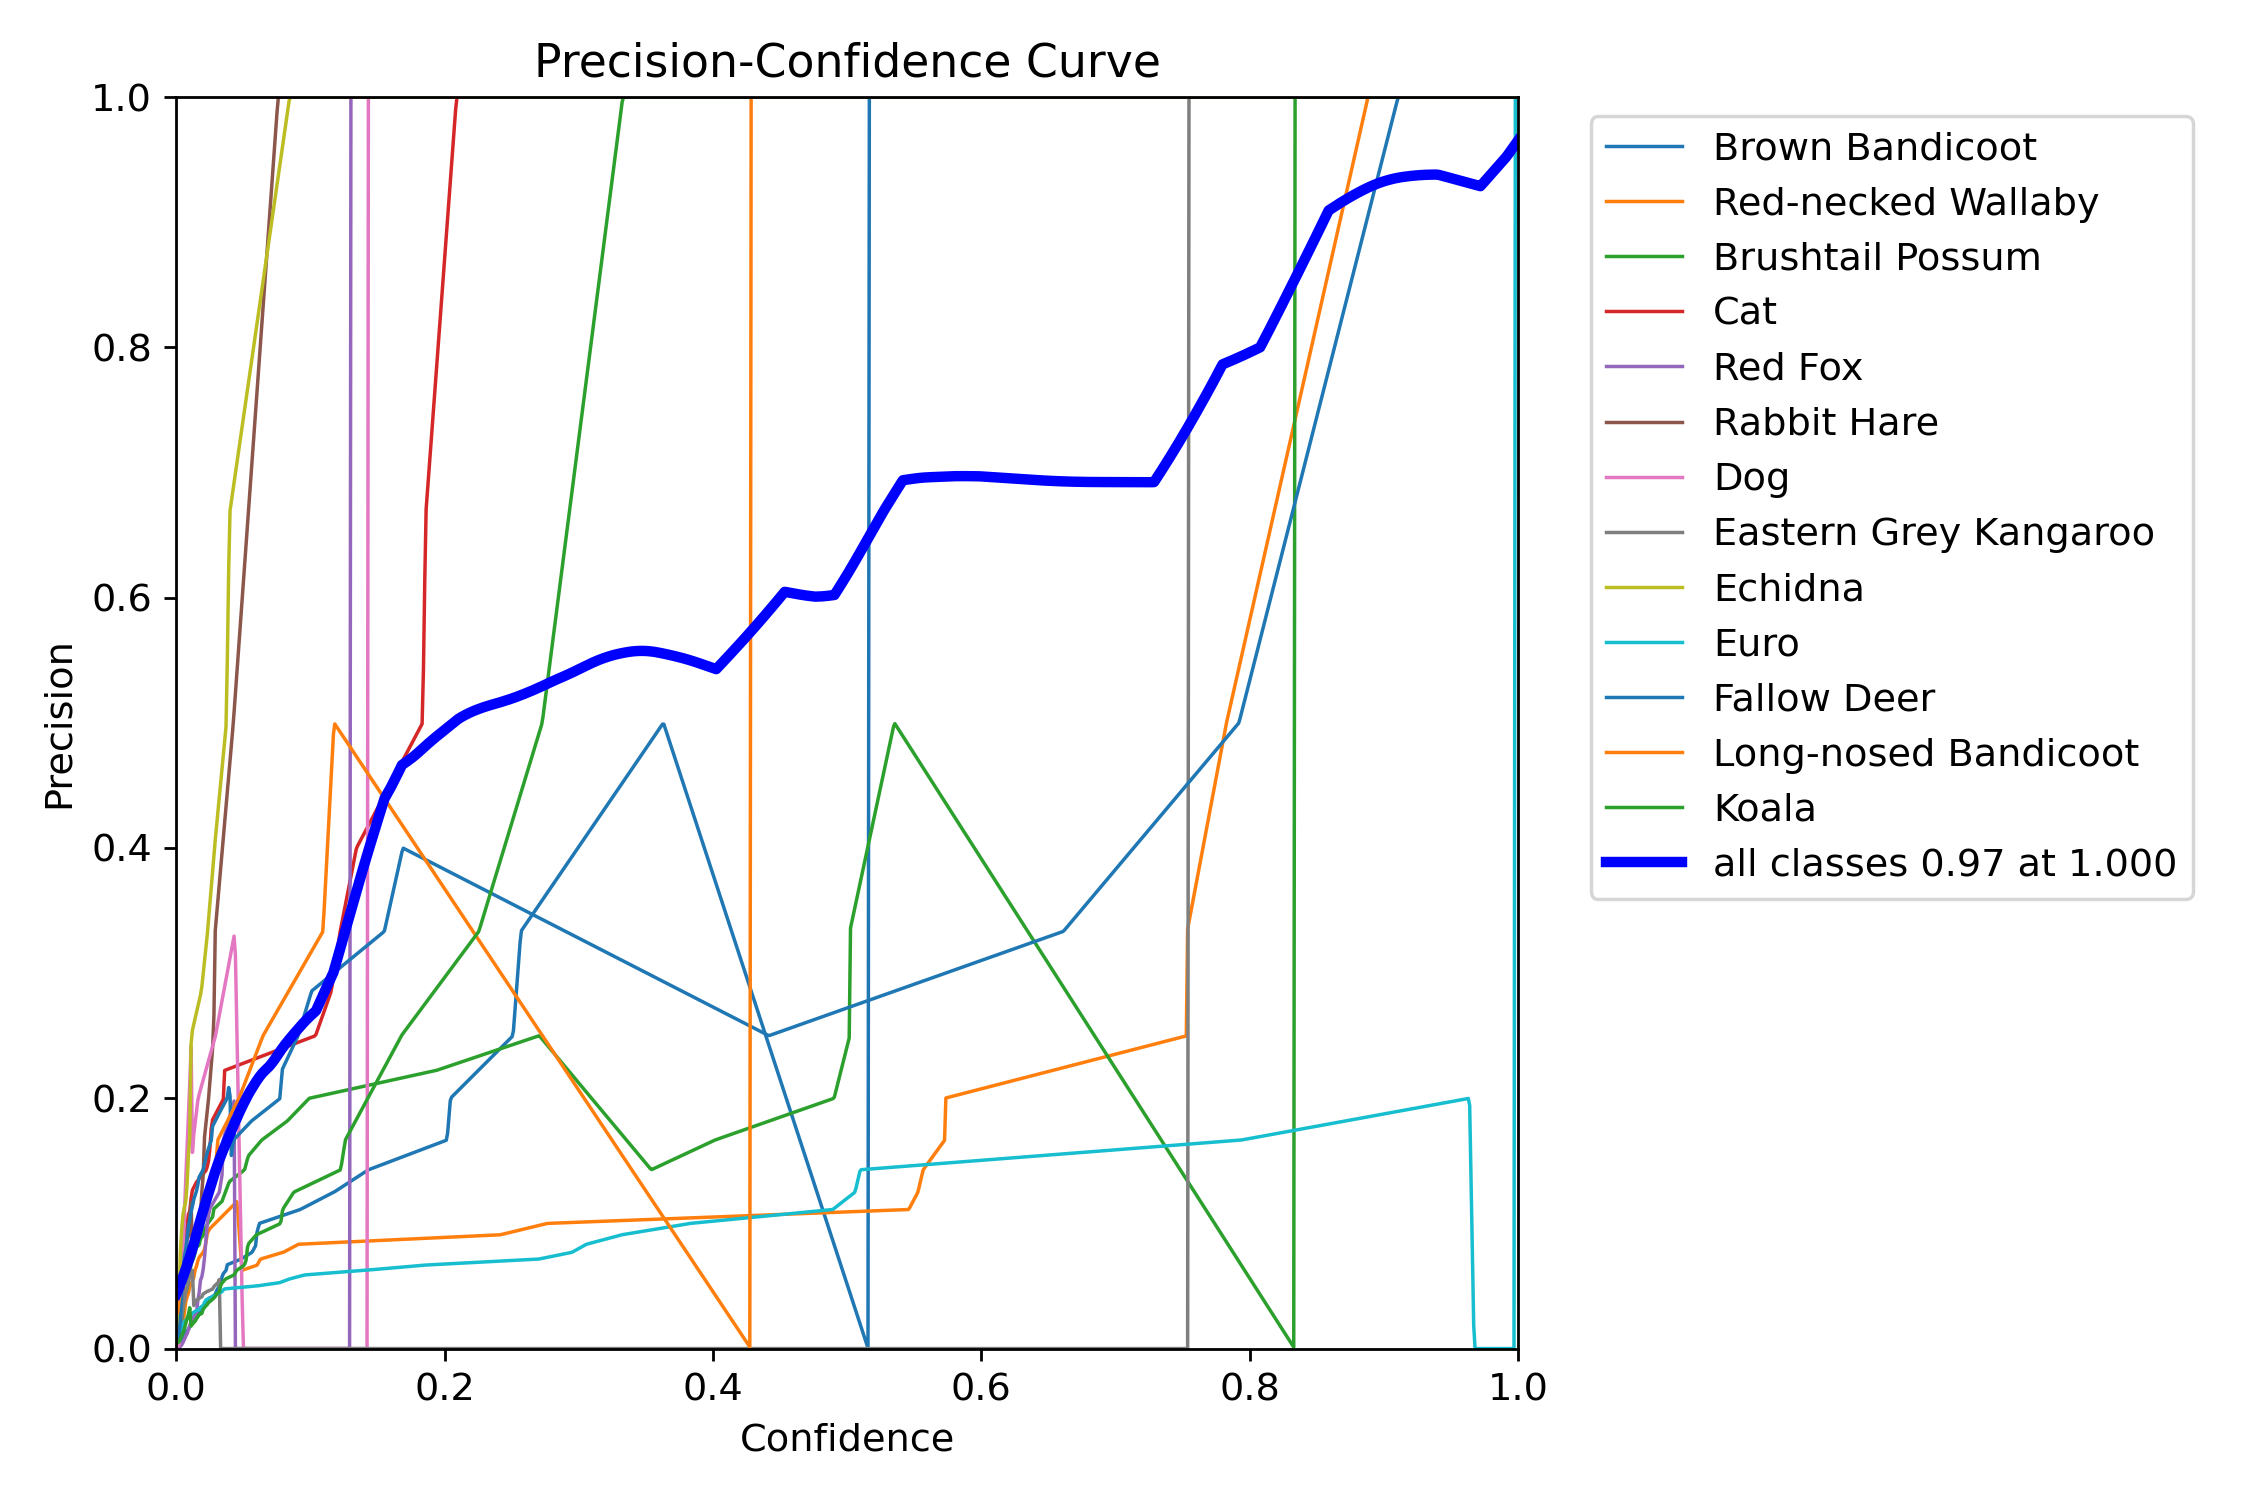 Precision-Confidence Curve
1.0
0.8
0.6
0.4
0.2
0.0
Precision
0.0 0.2 0.4 0.6 0.8 1.0
Confidence
Brown Bandicoot
Red-necked Wallaby
Brushtail Possum
Cat
Red Fox
Rabbit Hare
Dog
Eastern Grey Kangaroo
Echidna
Euro
Fallow Deer
Long-nosed Bandicoot
Koala
all classes 0.97 at 1.000